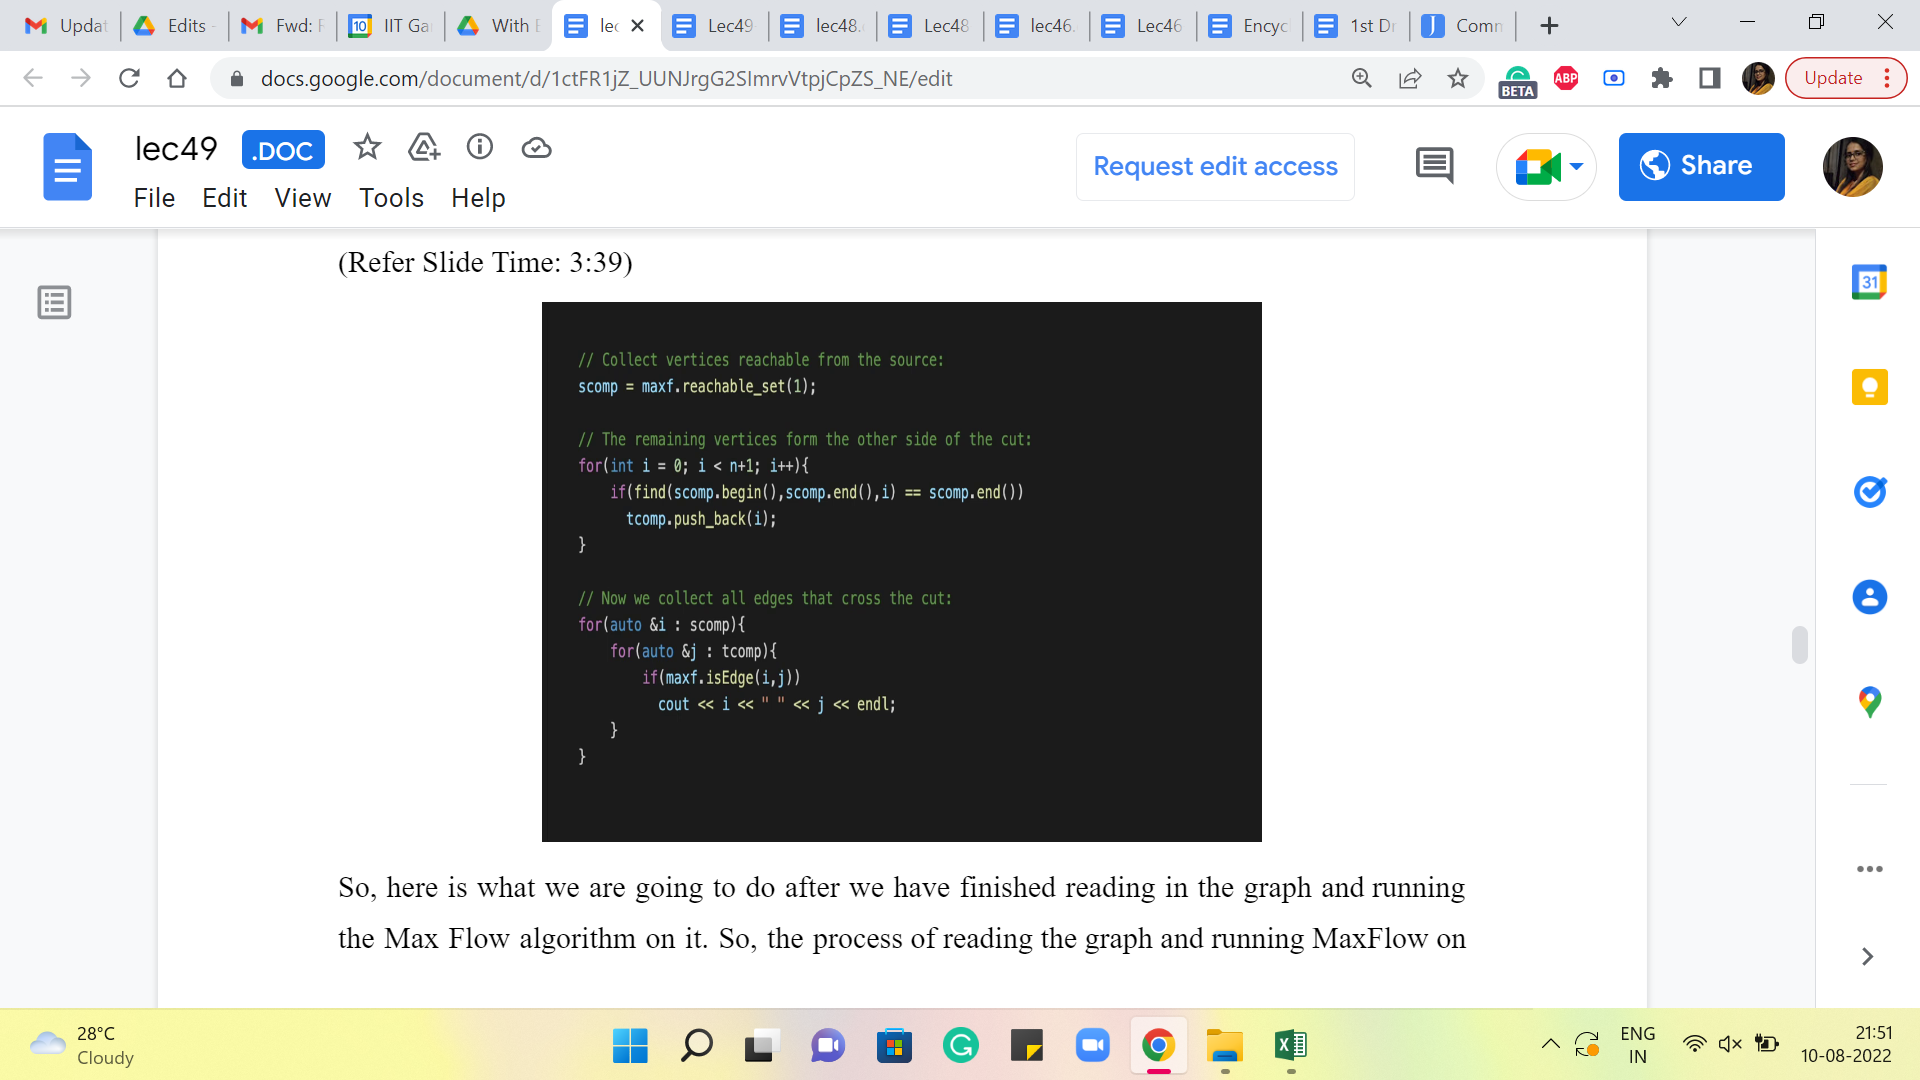 Updat
Edits -
Fwd: F
10
IIT Ga
With E
lec
Lec49
lec48.
Lec48
lec46.
Lec46
Encyc
1st Dr
Comm
docs.google.com/document/d/1ctFR1jZ_UUNJrgG2SlmrvVtpjCpZS_NE/edit
BETA
ABP
Update
lec49
.DOC
Request edit access
Share
File Edit View Tools Help
31
(Refer Slide Time: 3:39)
// Collect vertices reachable from the source:
scomp = maxf.reachable_set(1);
// The remaining vertices form the other side of the cut:
for(int i = 0; i < n+1; i++){
if(find(scomp.begin(),scomp.end(),i) == scomp.end())
tcomp.push_back(i);
}
// Now we collect all edges that cross the cut:
for(auto &i : scomp){
for(auto &j : tcomp){
if(maxf.isEdge(i,j))
cout << i << " " << j << endl;
}
}
So, here is what we are going to do after we have finished reading in the graph and running
the Max Flow algorithm on it. So, the process of reading the graph and running MaxFlow on
28°C
Cloudy
ENG
IN
21:51
10-08-2022